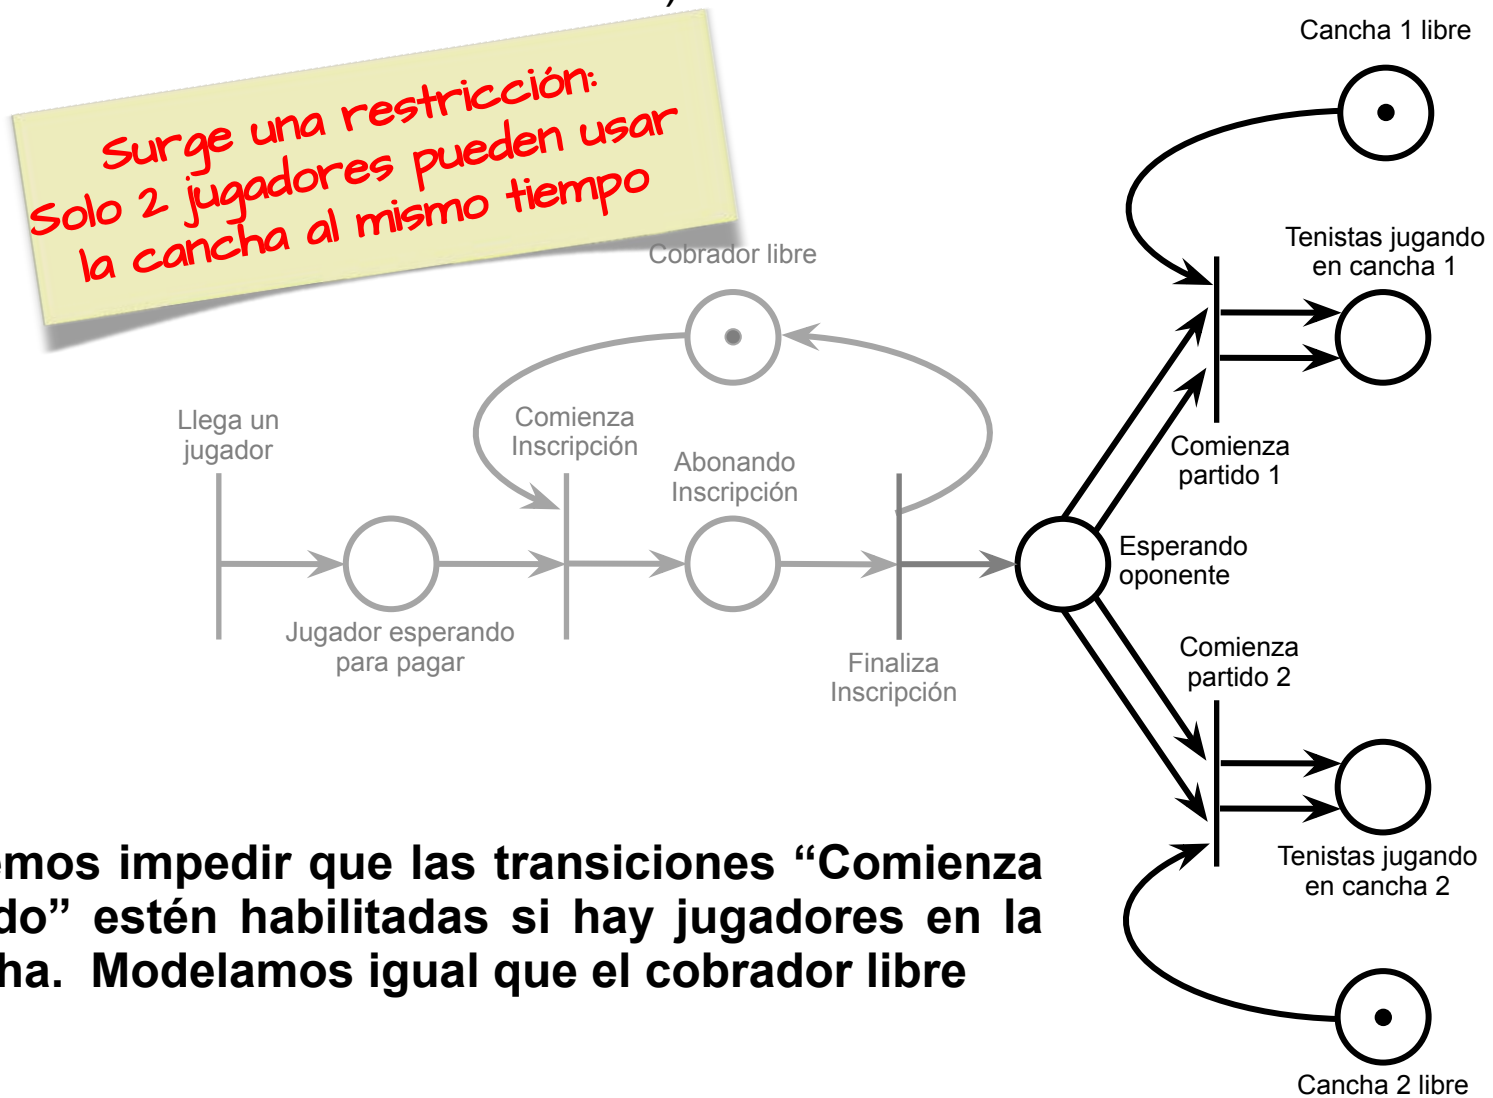 Cancha 1 libre
Surge una restricción:
Solo 2 jugadores pueden usar
la cancha al mismo tiempo
Tenistas jugando
en cancha 1
Cobrador libre
Llega un
jugador
Comienza
Inscripción
Abonando
Inscripción
Comienza
partido 1
Esperando
oponente
Jugador esperando
para pagar
Finaliza
Inscripción
Comienza
partido 2
emos impedir que las transiciones “Comienza
do” estén habilitadas si hay jugadores en la
ha. Modelamos igual que el cobrador libre
Tenistas jugando
en cancha 2
Cancha 2 libre